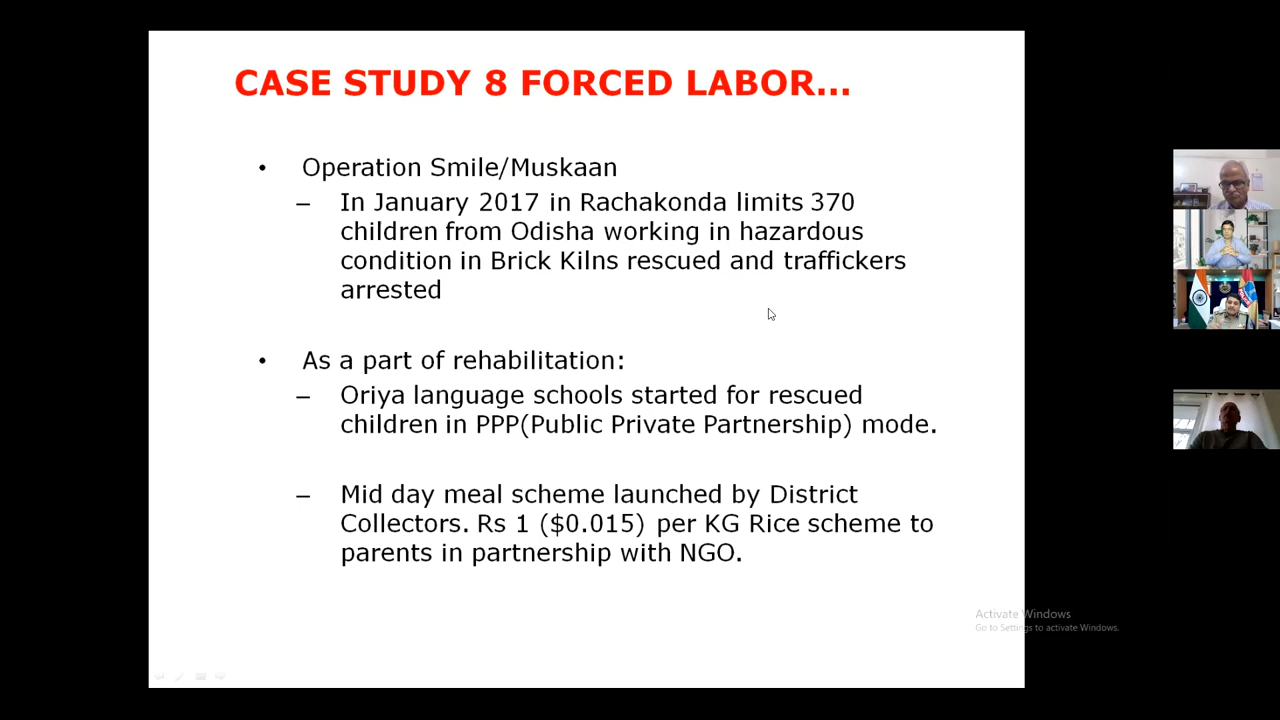 CASE STUDY 8 FORCED LABOR...
• Operation Smile/Muskaan
– In January 2017 in Rachakonda limits 370
children from Odisha working in hazardous
condition in Brick Kilns rescued and traffickers
arrested
• As a part of rehabilitation:
– Oriya language schools started for rescued
children in PPP(Public Private Partnership) mode.
– Mid day meal scheme launched by District
Collectors. Rs 1 ($0.015) per KG Rice scheme to
parents in partnership with NGO.
Activate Windows
Go to Settings to activate Windows.